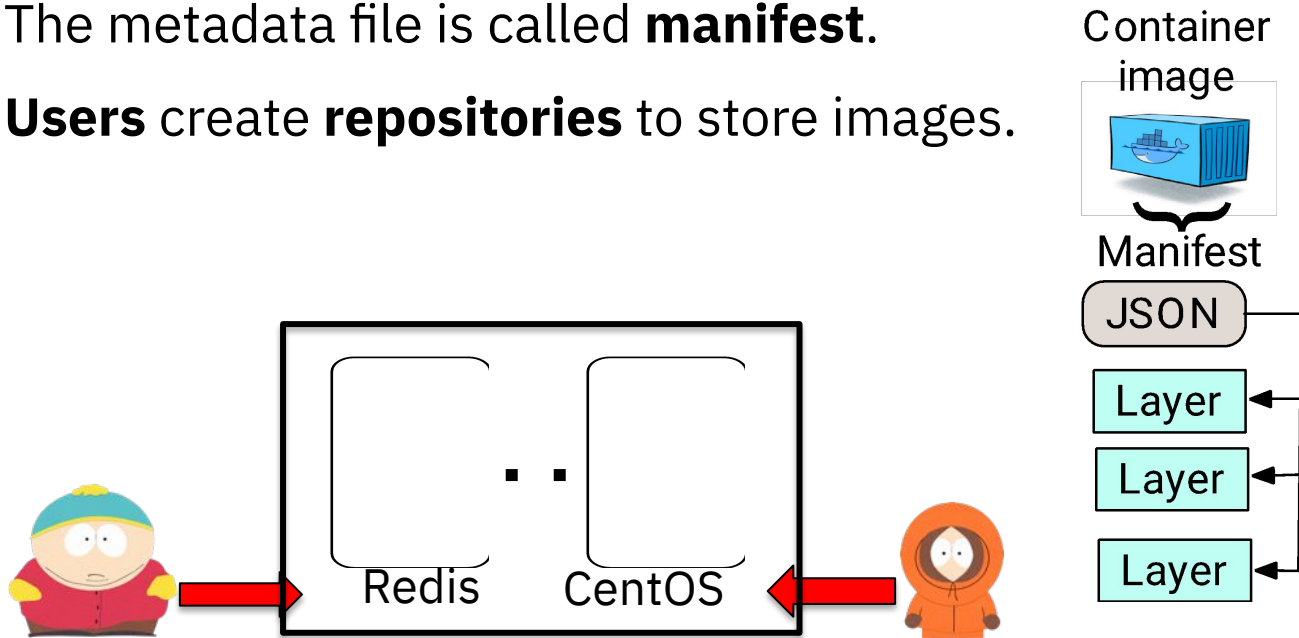 The metadata file is called manifest.
Users create repositories to store images.
Redis
CentOS
Container
image
Manifest
JSON
Layer
Layer
Layer